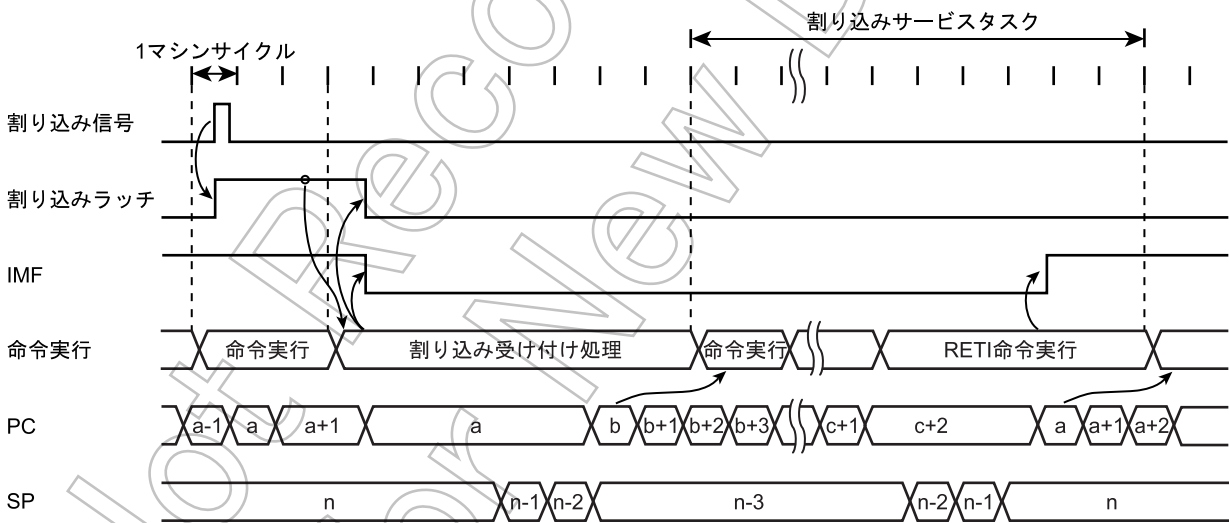 割り込みサービスタスク
1マシンサイクル
割り込み信号
割り込みラッチ
IMF
命令実行 命令実行 割り込み受け付け処理 命令実行 RETI命令実行
PC a-1 a a+1 a b b+1 b+2 b+3 c+1 c+2 a a+1 a+2
SP n n-1 n-2 n-3 n-2 n-1 n
Not Reco
for New D